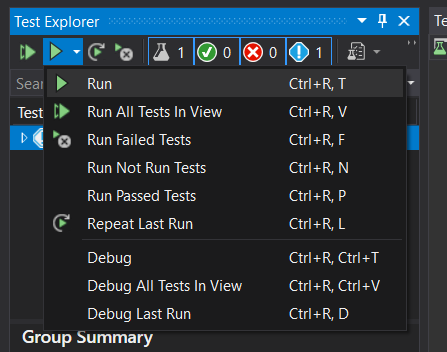 Test Explorer
Te
1 0 0 1
Run Ctrl+R, T
Sear
Run All Tests In View Ctrl+R, V
Test
Run Failed Tests Ctrl+R, F
Run Not Run Tests Ctrl+R, N
Run Passed Tests Ctrl+R, P
Repeat Last Run Ctrl+R, L
Debug Ctrl+R, Ctrl+T
Debug All Tests In View Ctrl+R, Ctrl+V
Debug Last Run Ctrl+R, D
Group Summary